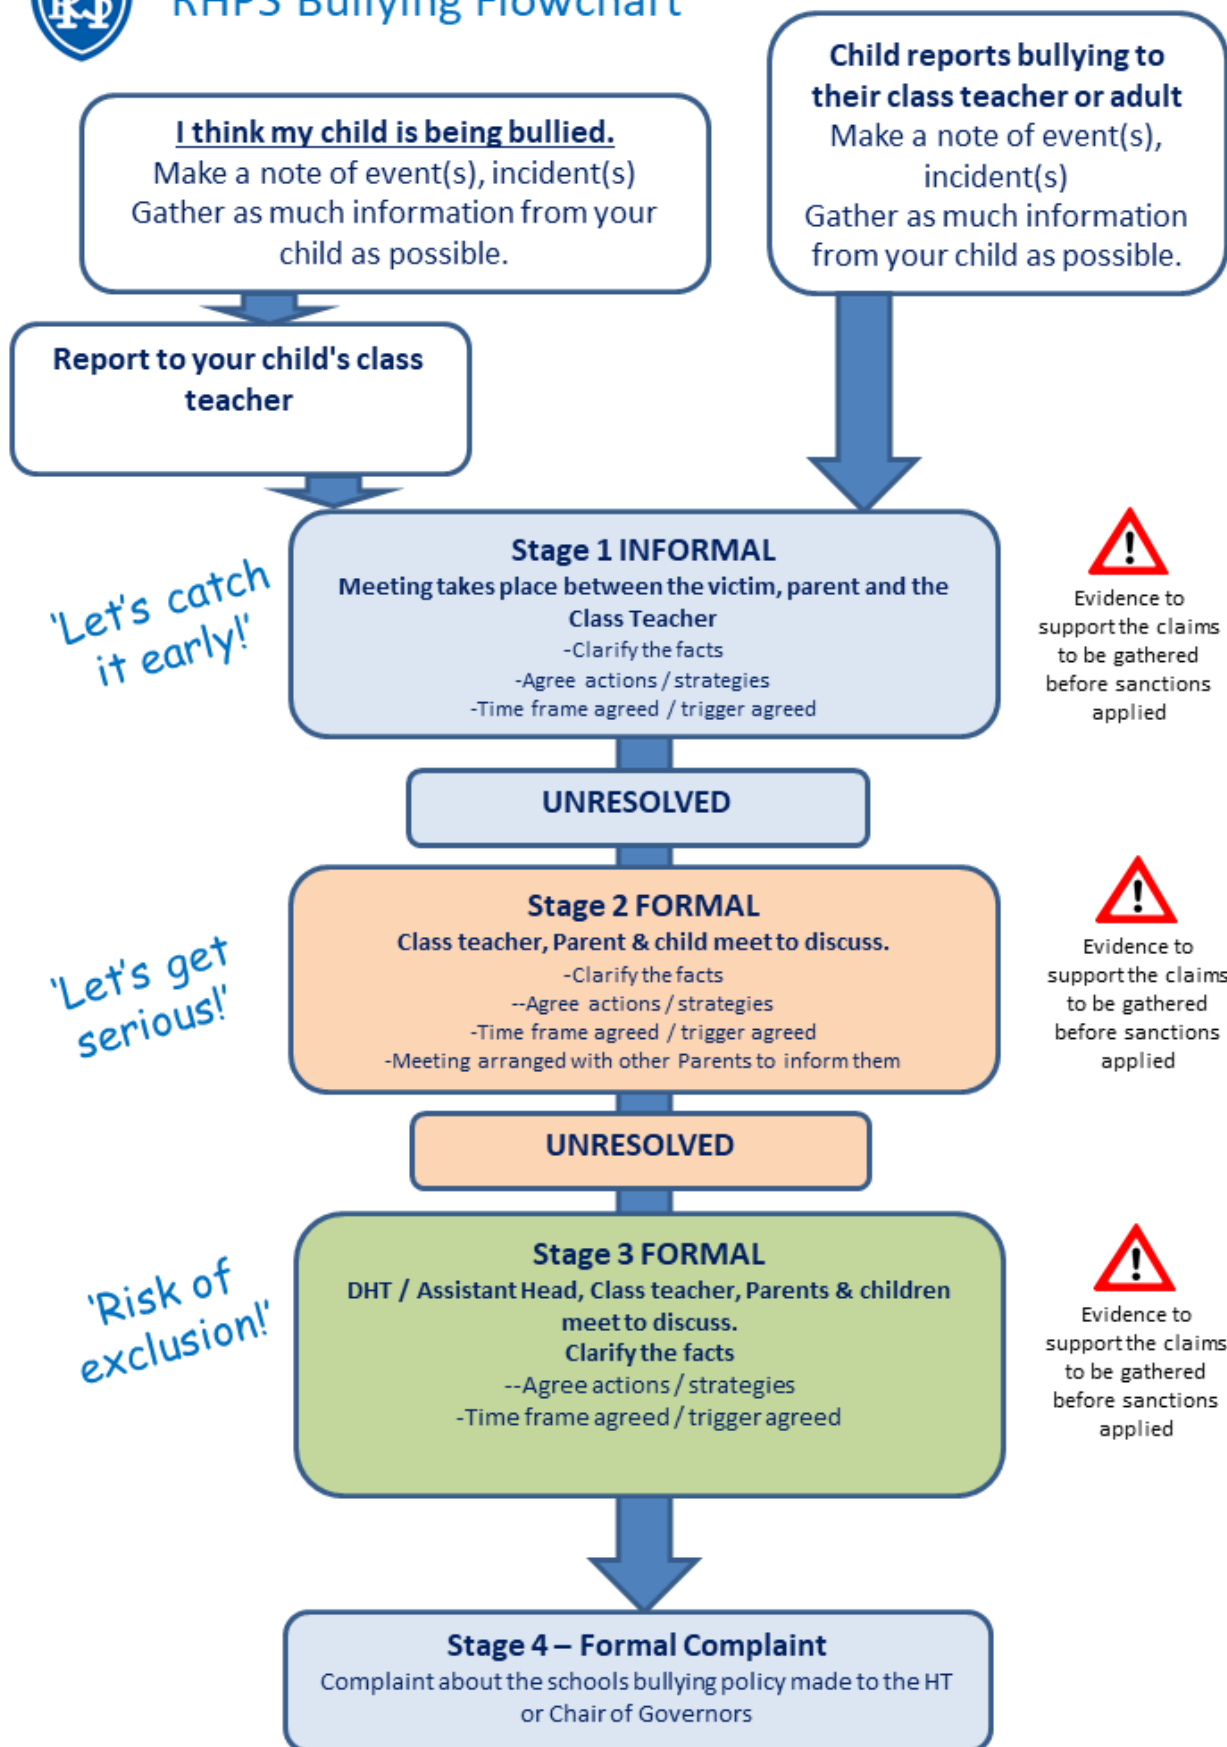 RHPS Bullying Flowchart
I think my child is being bullied.
Make a note of event(s), incident(s)
Gather as much information from your
child as possible.
Child reports bullying to
their class teacher or adult
Make a note of event(s),
incident(s)
Gather as much information
from your child as possible.
Report to your child's class
teacher
'Let's catch
it early!'
Stage 1 INFORMAL
Meeting takes place between the victim, parent and the
Class Teacher
-Clarify the facts
-Agree actions / strategies
-Time frame agreed / trigger agreed
!
Evidence to
support the claims
to be gathered
before sanctions
applied
UNRESOLVED
'Let's get
serious!'
Stage 2 FORMAL
Class teacher, Parent & child meet to discuss.
-Clarify the facts
--Agree actions / strategies
-Time frame agreed / trigger agreed
-Meeting arranged with other Parents to inform them
!
Evidence to
support the claims
to be gathered
before sanctions
applied
UNRESOLVED
'Risk of
exclusion!'
Stage 3 FORMAL
DHT / Assistant Head, Class teacher, Parents & children
meet to discuss.
Clarify the facts
--Agree actions / strategies
-Time frame agreed / trigger agreed
!
Evidence to
support the claims
to be gathered
before sanctions
applied
Stage 4 – Formal Complaint
Complaint about the schools bullying policy made to the HT
or Chair of Governors